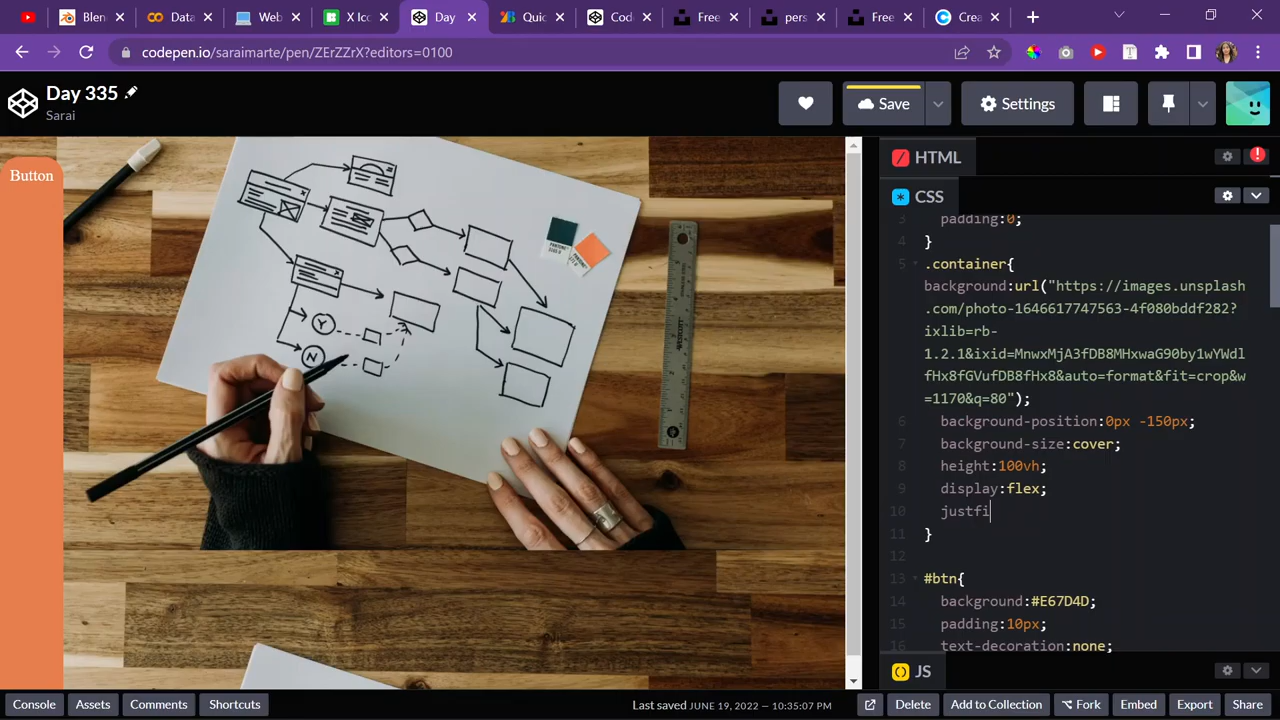 Blen
Data
Web
X Ico
Day
Quic
Code
Free
pers
Free
Crea
codepen.io/saraimarte/pen/ZErZZrX?editors=0100
Day 335
Sarai
Save
Settings
Button
Y
N
HTML
CSS
3 padding:0;
4 }
5 .container{
background:url("https://images.unsplash
.com/photo-1646617747563-4f080bddf282?
ixlib=rb-
1.2.1&ixid=MnwxMjA3fDB8MHxwaG90by1wYWdl
fHx8fGVufDB8fHx8&auto=format&fit=crop&w
=1170&q=80");
6 background-position:0px -150px;
7 background-size:cover;
8 height:100vh;
9 display:flex;
10 justfi
11 }
12
13 #btn{
14 background:#E67D4D;
15 padding:10px;
16 text-decoration:none;
JS
Console
Assets
Comments
Shortcuts
Last saved JUNE 19, 2022 — 10:35:07 PM
Delete
Add to Collection
Fork
Embed
Export
Share